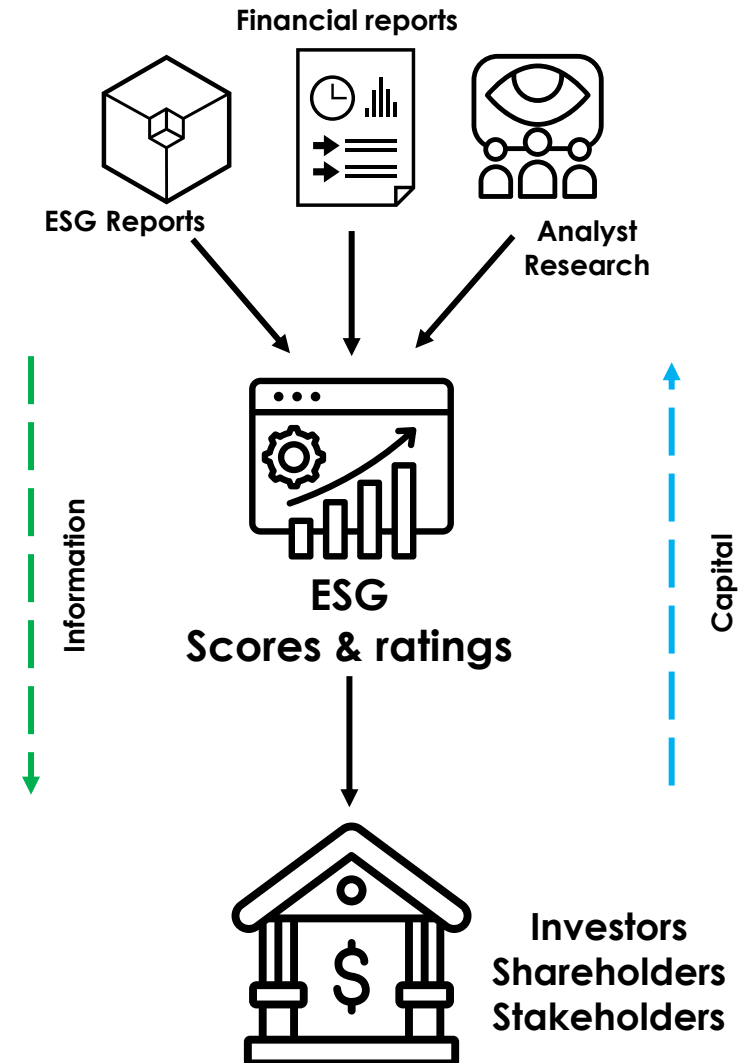 Financial reports
ESG Reports
Analyst
Research
Information
Capital
ESG
Scores & ratings
$
Investors
Shareholders
Stakeholders